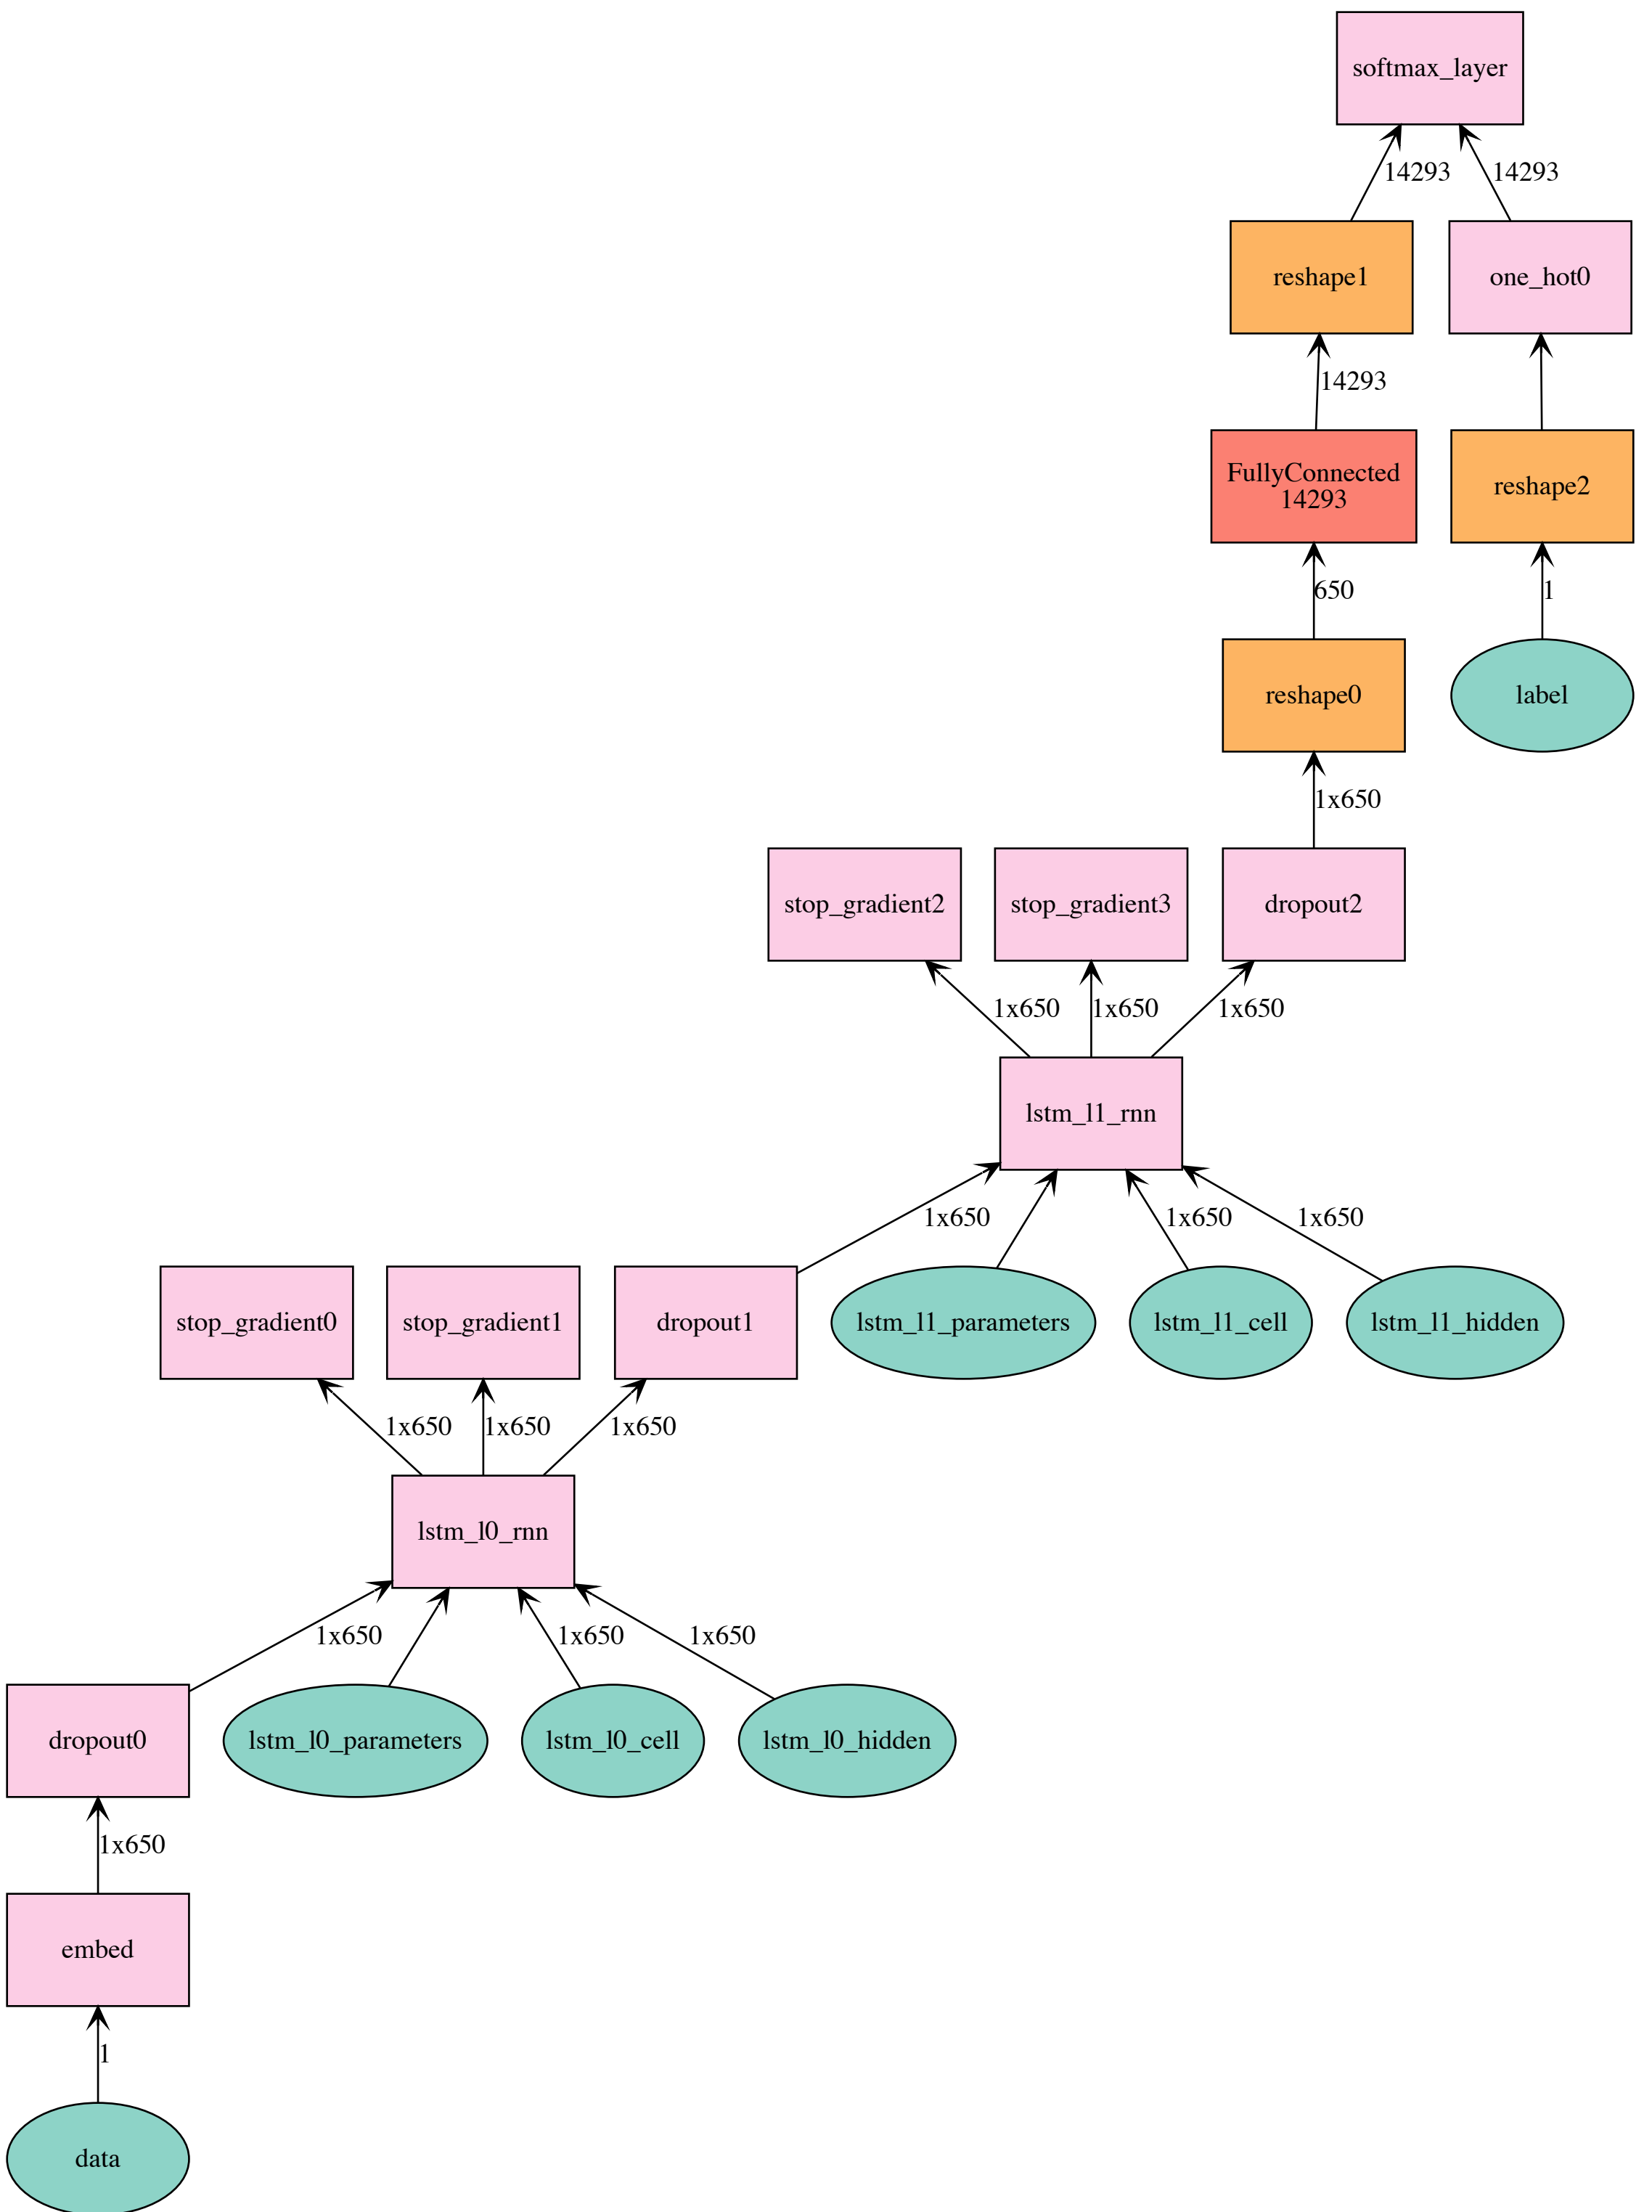 softmax_layer
14293
14293
reshape1
one_hot0
14293
FullyConnected
14293
reshape2
650
1
reshape0
label
1x650
stop_gradient2
stop_gradient3
dropout2
1x650
1x650
1x650
lstm_l1_rnn
1x650
1x650
1x650
stop_gradient0
stop_gradient1
dropout1
lstm_l1_parameters
lstm_l1_cell
lstm_l1_hidden
1x650
1x650
1x650
lstm_l0_rnn
1x650
1x650
1x650
dropout0
lstm_l0_parameters
lstm_l0_cell
lstm_l0_hidden
1x650
embed
1
data